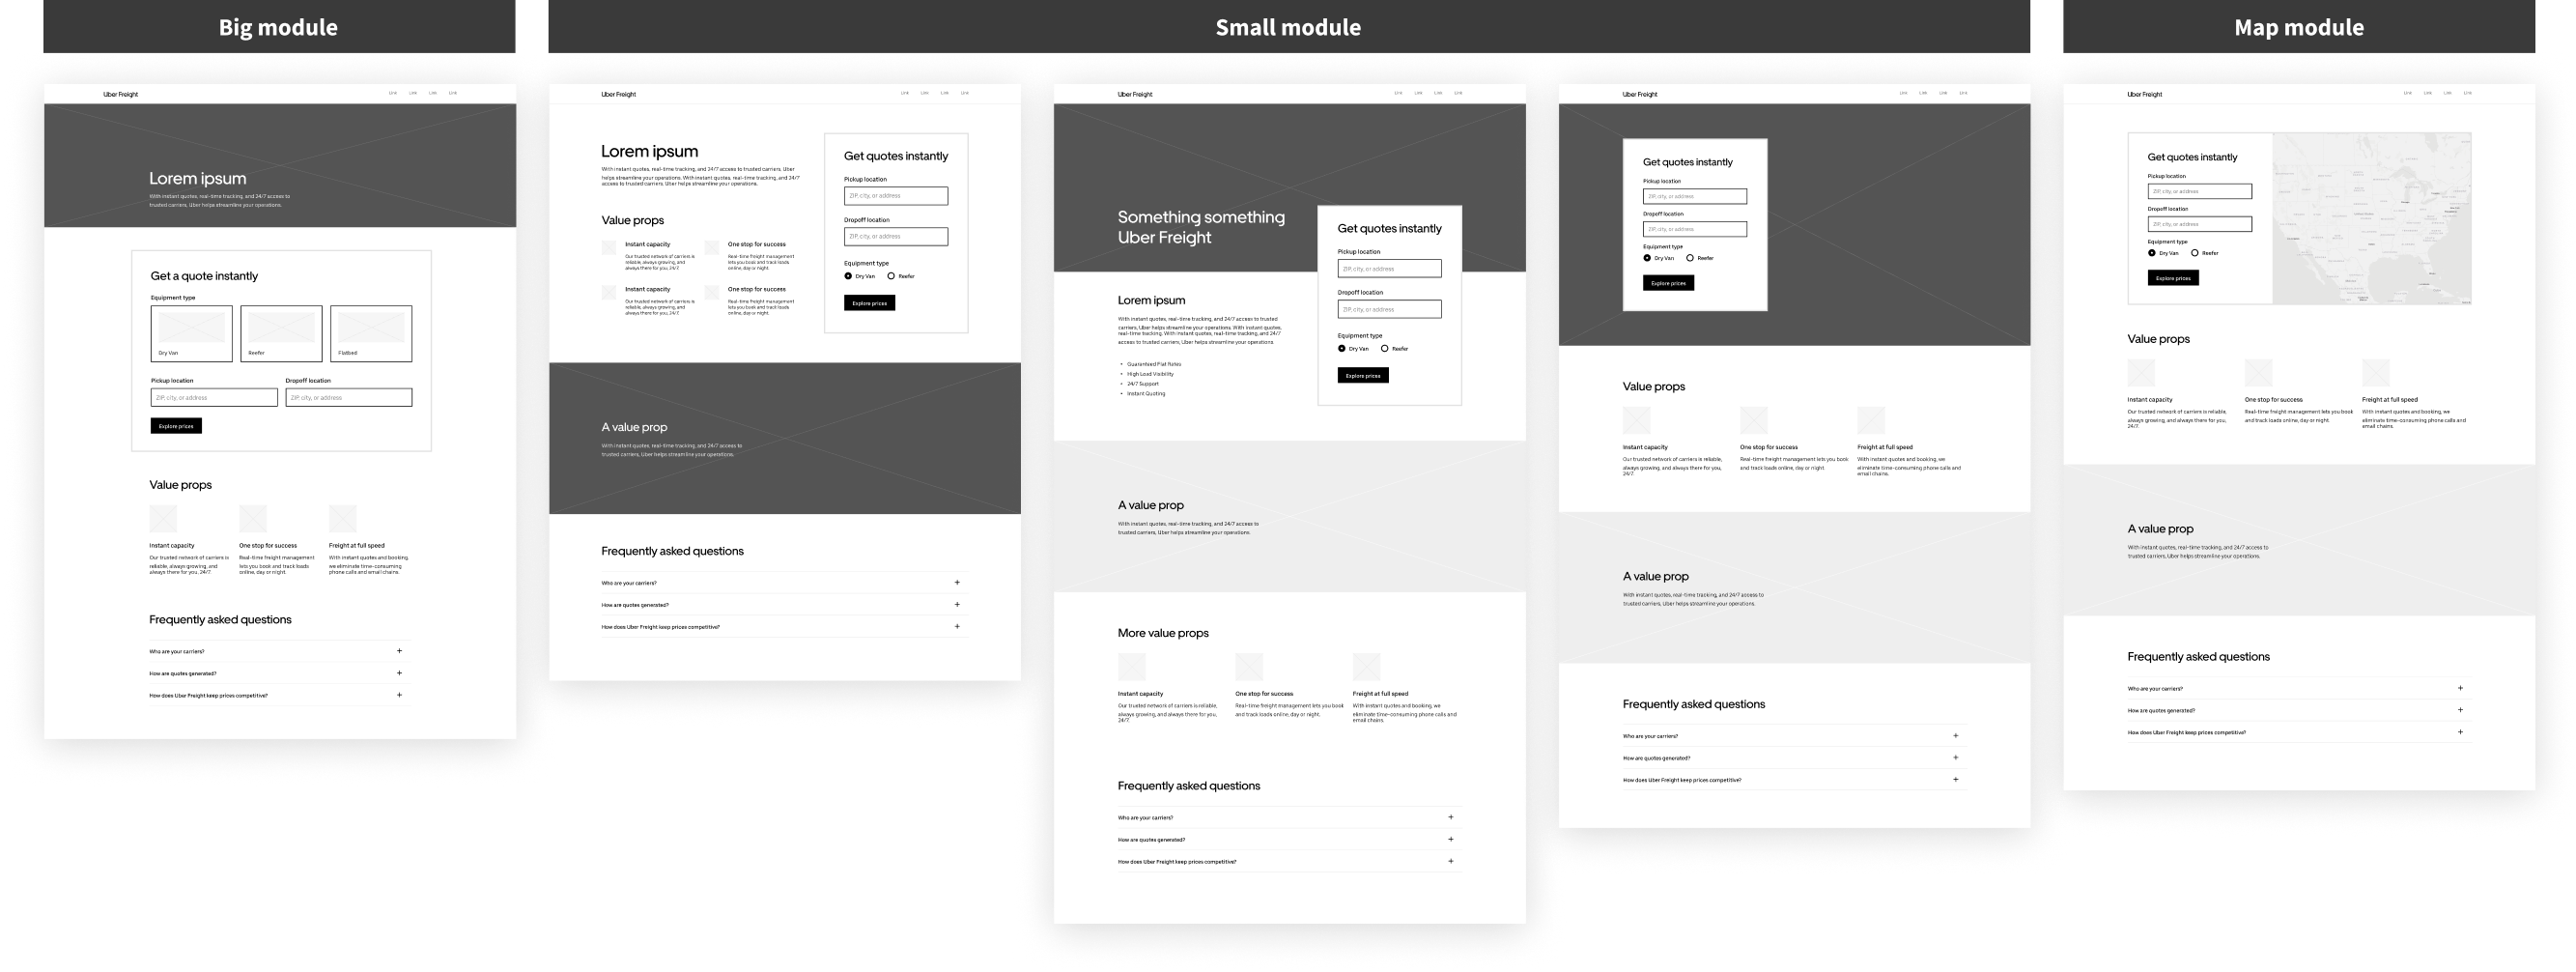 Big module
Small module
Map module
Uber Freight
Link Link Link Link
Lorem ipsum
With instant quotes, real-time tracking, and 24/7 access to
trusted carriers, Uber helps streamline your operations.
Get a quote instantly
Equipment type
Dry Van
Reefer
Flatbed
Pickup location
Dropoff location
ZIP, city, or address
ZIP, city, or address
Explore prices
Value props
Instant capacity
Our trusted network of carriers is
reliable, always growing, and
always there for you, 24/7.
One stop for success
Real-time freight management
lets you book and track loads
online, day or night.
Freight at full speed
With instant quotes and booking,
we eliminate time-consuming
phone calls and email chains.
Frequently asked questions
Who are your carriers? +
How are quotes generated? +
How does Uber Freight keep prices competitive? +
Uber Freight
Link Link Link Link
Lorem ipsum
With instant quotes, real-time tracking, and 24/7 access to trusted carriers. Uber
helps streamline your operations. With instant quotes, real-time tracking, and 24/7
access to trusted carriers, Uber helps streamline your operations.
Value props
Instant capacity
Our trusted network of carriers is
reliable, always growing, and
always there for you, 24/7.
One stop for success
Real-time freight management
lets you book and track loads
online, day or night.
Instant capacity
Our trusted network of carriers is
reliable, always growing, and
always there for you, 24/7.
One stop for success
Real-time freight management
lets you book and track loads
online, day or night.
Get quotes instantly
Pickup location
ZIP, city, or address
Dropoff location
ZIP, city, or address
Equipment type
Dry Van Reefer
Explore prices
A value prop
With instant quotes, real-time tracking, and 24/7 access to
trusted carriers, Uber helps streamline your operations.
Frequently asked questions
Who are your carriers? +
How are quotes generated? +
How does Uber Freight keep prices competitive? +
Uber Freight
Link Link Link Link
Something something
Uber Freight
Get quotes instantly
Pickup location
ZIP, city, or address
Dropoff location
ZIP, city, or address
Equipment type
Dry Van Reefer
Explore prices
Lorem ipsum
With instant quotes, real-time tracking, and 24/7 access to trusted
carriers, Uber helps streamline your operations. With instant quotes,
real-time tracking. With instant quotes, real-time tracking, and 24/7
access to trusted carriers, Uber helps streamline your operations.
• Guaranteed Flat Rates
• High Load Visibility
• 24/7 Support
• Instant Quoting
A value prop
With instant quotes, real-time tracking, and 24/7 access to
trusted carriers, Uber helps streamline your operations.
More value props
Instant capacity
Our trusted network of carriers is reliable,
always growing, and always there for you,
24/7.
One stop for success
Real-time freight management lets you book
and track loads online, day or night.
Freight at full speed
With instant quotes and booking, we
eliminate time-consuming phone calls and
email chains.
Frequently asked questions
Who are your carriers? +
How are quotes generated? +
How does Uber Freight keep prices competitive? +
Uber Freight
Link Link Link Link
Get quotes instantly
Pickup location
ZIP, city, or address
Dropoff location
ZIP, city, or address
Equipment type
Dry Van Reefer
Explore prices
Value props
Instant capacity
Our trusted network of carriers is reliable,
always growing, and always there for you,
24/7.
One stop for success
Real-time freight management lets you book
and track loads online, day or night.
Freight at full speed
With instant quotes and booking, we
eliminate time-consuming phone calls and
email chains.
A value prop
With instant quotes, real-time tracking, and 24/7 access to
trusted carriers, Uber helps streamline your operations.
Frequently asked questions
Who are your carriers? +
How are quotes generated? +
How does Uber Freight keep prices competitive? +
Uber Freight
Link Link Link Link
Get quotes instantly
Pickup location
ZIP, city, or address
Dropoff location
ZIP, city, or address
Equipment type
Dry Van Reefer
Explore prices
Value props
Instant capacity
Our trusted network of carriers is reliable,
always growing, and always there for you,
24/7.
One stop for success
Real-time freight management lets you book
and track loads online, day or night.
Freight at full speed
With instant quotes and booking, we
eliminate time-consuming phone calls and
email chains.
A value prop
With instant quotes, real-time tracking, and 24/7 access to
trusted carriers, Uber helps streamline your operations.
Frequently asked questions
Who are your carriers? +
How are quotes generated? +
How does Uber Freight keep prices competitive? +